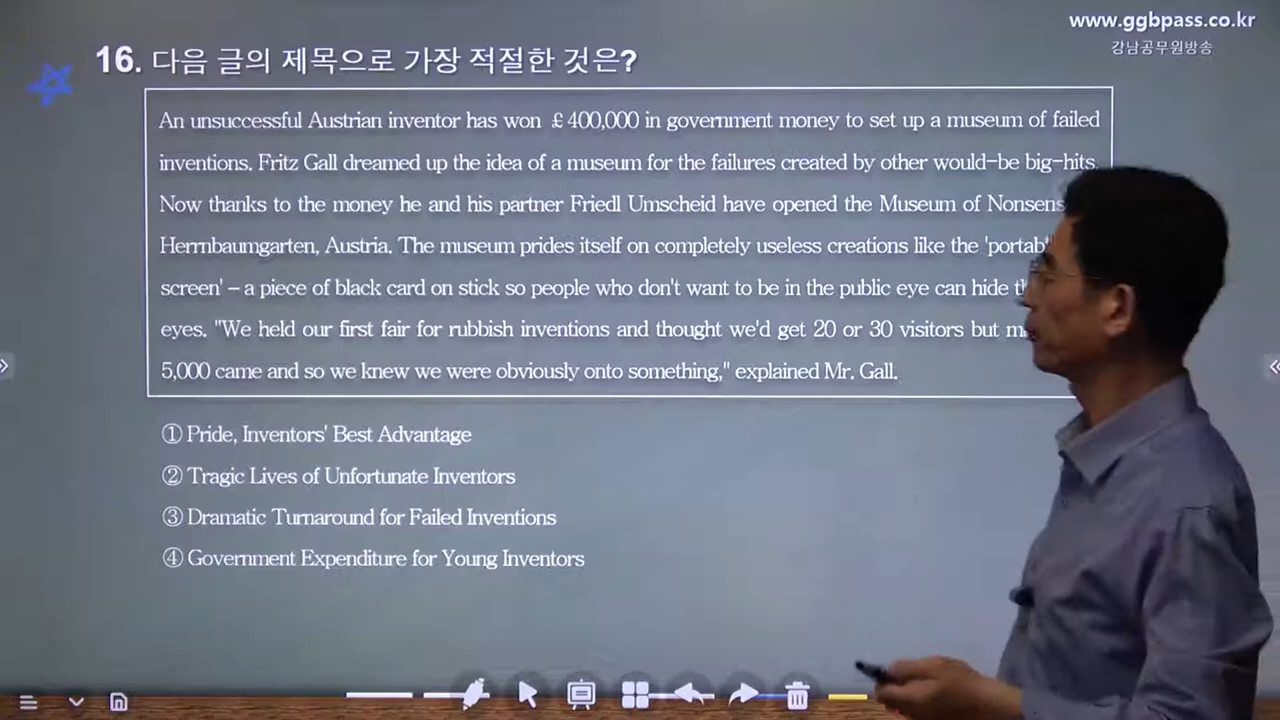 www.ggbpass.co.kr
강남공무원방송
16. 다음 글의 제목으로 가장 적절한 것은?
An unsuccessful Austrian inventor has won £400,000 in government money to set up a museum of failed
inventions. Fritz Gall dreamed up the idea of a museum for the failures created by other would-be big-hits.
Now thanks to the money he and his partner Friedl Umscheid have opened the Museum of
Herrnbaumgarten, Austria. The museum prides itself on completely useless creations like the
screen' – a piece of black card on stick so people who don't want to be in the public eye can hide
eyes. "We held our first fair for rubbish inventions and thought we'd get 20 or 30 visitors but
5,000 came and so we knew we were obviously onto something," explained Mr. Gall.
① Pride, Inventors' Best Advantage
② Tragic Lives of Unfortunate Inventors
③ Dramatic Turnaround for Failed Inventions
④ Government Expenditure for Young Inventors